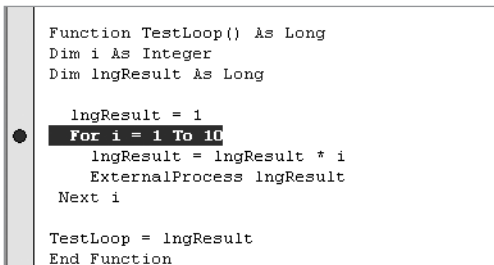 Function TestLoop() As Long
Dim i As Integer
Dim lngResult As Long
lngResult = 1
For i = 1 To 10
lngResult = lngResult * i
ExternalProcess lngResult
Next i
TestLoop = lngResult
End Function